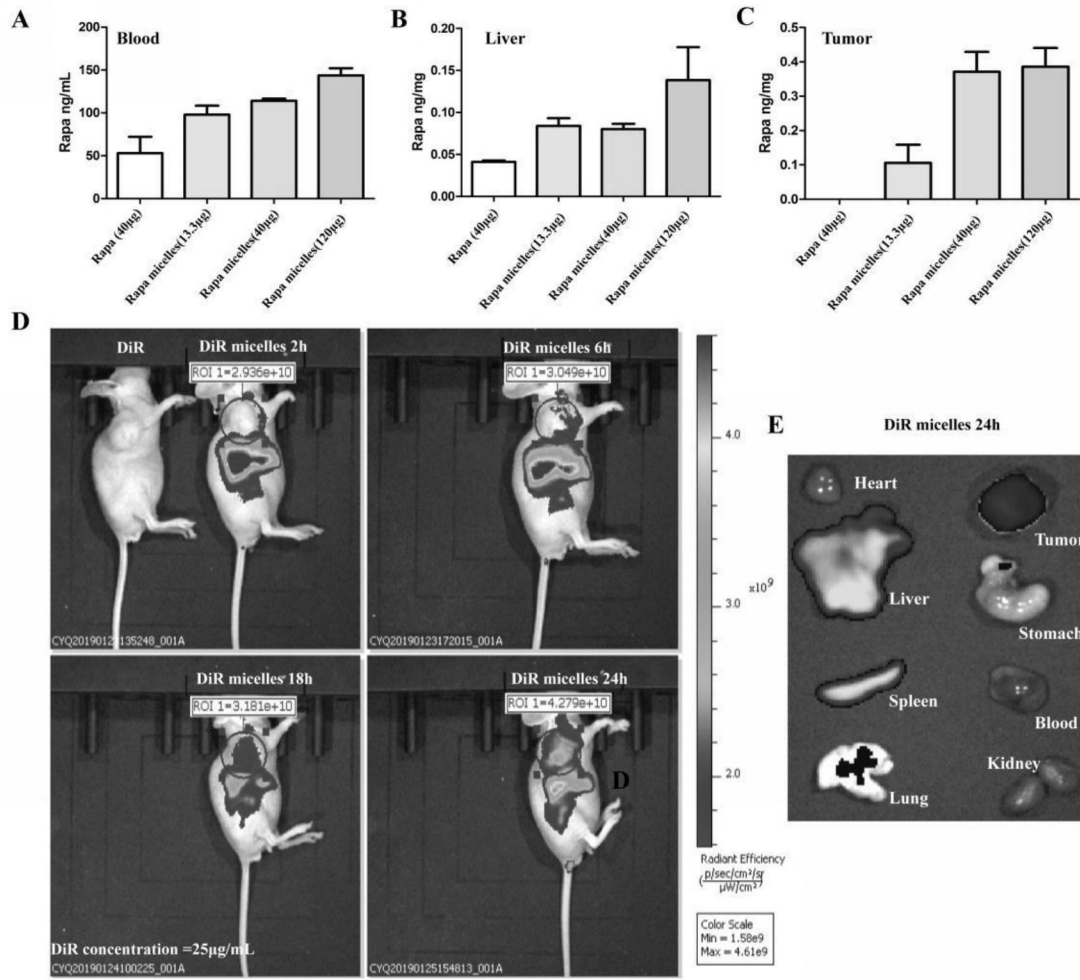 A
Blood
Rapa ng/mL
200
150
100
50
0
Rapa (40μg)
Rapa micelles(13.3μg)
Rapa micelles(40μg)
Rapa micelles(120μg)
B
Liver
Rapa ng/mg
0.20
0.15
0.10
0.05
0.00
Rapa (40μg)
Rapa micelles(13.3μg)
Rapa micelles(40μg)
Rapa micelles(120μg)
C
Tumor
Rapa ng/mg
0.5
0.4
0.3
0.2
0.1
0.0
Rapa (40μg)
Rapa micelles(13.3μg)
Rapa micelles(40μg)
Rapa micelles(120μg)
D
DiR
DiR micelles 2h
ROI 1=2.936e+10
CYQ20190123135248_001A
DiR micelles 6h
ROI 1=3.049e+10
CYQ20190123172015_001A
DiR micelles 18h
ROI 1=3.181e+10
DiR concentration =25μg/mL
CYQ20190124100225_001A
DiR micelles 24h
ROI 1=4.279e+10
D
CYQ20190125154813_001A
4.0
3.0
x10⁹
2.0
Radiant Efficiency
(p/sec/cm²/sr
μW/cm²)
Color Scale
Min = 1.58e9
Max = 4.61e9
E
DiR micelles 24h
Heart
Tumor
Liver
Stomach
Spleen
Blood
Kidney
Lung